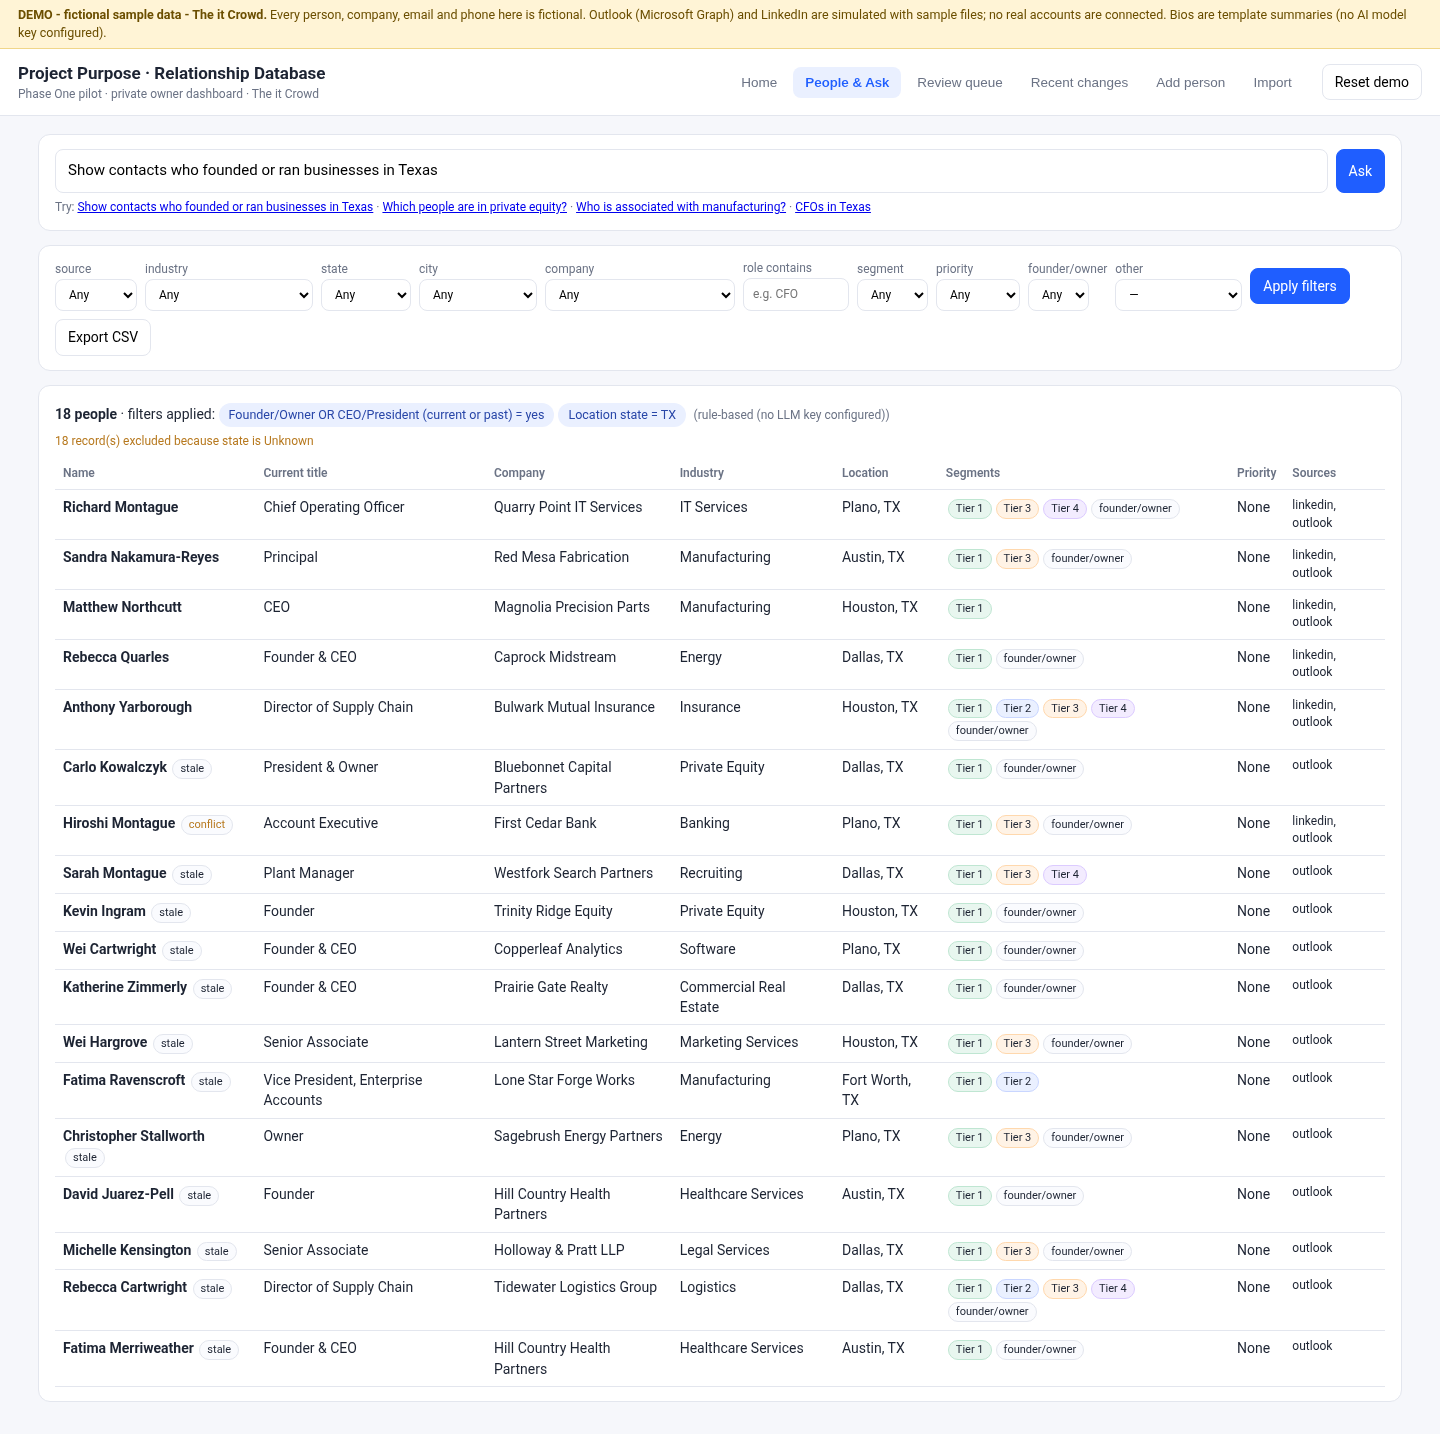 DEMO - fictional sample data - The it Crowd. Every person, company, email and phone here is fictional. Outlook (Microsoft Graph) and LinkedIn are simulated with sample files; no real accounts are connected. Bios are template summaries (no AI model
key configured).
Project Purpose · Relationship Database
Phase One pilot · private owner dashboard · The it Crowd
Home People & Ask Review queue Recent changes Add person Import Reset demo
Show contacts who founded or ran businesses in Texas Ask
Try: Show contacts who founded or ran businesses in Texas · Which people are in private equity? · Who is associated with manufacturing? · CFOs in Texas
source industry state city company role contains segment priority founder/owner other
Any Any Any Any Any e.g. CFO Any Any Any — Apply filters
Export CSV
18 people · filters applied: Founder/Owner OR CEO/President (current or past) = yes Location state = TX (rule-based (no LLM key configured))
18 record(s) excluded because state is Unknown
Name Current title Company Industry Location Segments Priority Sources
Richard Montague Chief Operating Officer Quarry Point IT Services IT Services Plano, TX Tier 1 Tier 3 Tier 4 founder/owner None linkedin,
outlook
Sandra Nakamura-Reyes Principal Red Mesa Fabrication Manufacturing Austin, TX Tier 1 Tier 3 founder/owner None linkedin,
outlook
Matthew Northcutt CEO Magnolia Precision Parts Manufacturing Houston, TX Tier 1 None linkedin,
outlook
Rebecca Quarles Founder & CEO Caprock Midstream Energy Dallas, TX Tier 1 founder/owner None linkedin,
outlook
Anthony Yarborough Director of Supply Chain Bulwark Mutual Insurance Insurance Houston, TX Tier 1 Tier 2 Tier 3 Tier 4 None linkedin,
founder/owner outlook
Carlo Kowalczyk stale President & Owner Bluebonnet Capital Private Equity Dallas, TX Tier 1 founder/owner None outlook
Partners
Hiroshi Montague conflict Account Executive First Cedar Bank Banking Plano, TX Tier 1 Tier 3 founder/owner None linkedin,
outlook
Sarah Montague stale Plant Manager Westfork Search Partners Recruiting Dallas, TX Tier 1 Tier 3 Tier 4 None outlook
Kevin Ingram stale Founder Trinity Ridge Equity Private Equity Houston, TX Tier 1 founder/owner None outlook
Wei Cartwright stale Founder & CEO Copperleaf Analytics Software Plano, TX Tier 1 founder/owner None outlook
Katherine Zimmerly stale Founder & CEO Prairie Gate Realty Commercial Real Dallas, TX Tier 1 founder/owner None outlook
Estate
Wei Hargrove stale Senior Associate Lantern Street Marketing Marketing Services Houston, TX Tier 1 Tier 3 founder/owner None outlook
Fatima Ravenscroft stale Vice President, Enterprise Lone Star Forge Works Manufacturing Fort Worth, Tier 1 Tier 2 None outlook
Accounts TX
Christopher Stallworth Owner Sagebrush Energy Partners Energy Plano, TX Tier 1 Tier 3 founder/owner None outlook
stale
David Juarez-Pell stale Founder Hill Country Health Healthcare Services Austin, TX Tier 1 founder/owner None outlook
Partners
Michelle Kensington stale Senior Associate Holloway & Pratt LLP Legal Services Dallas, TX Tier 1 Tier 3 founder/owner None outlook
Rebecca Cartwright stale Director of Supply Chain Tidewater Logistics Group Logistics Dallas, TX Tier 1 Tier 2 Tier 3 Tier 4 None outlook
founder/owner
Fatima Merriweather stale Founder & CEO Hill Country Health Healthcare Services Austin, TX Tier 1 founder/owner None outlook
Partners